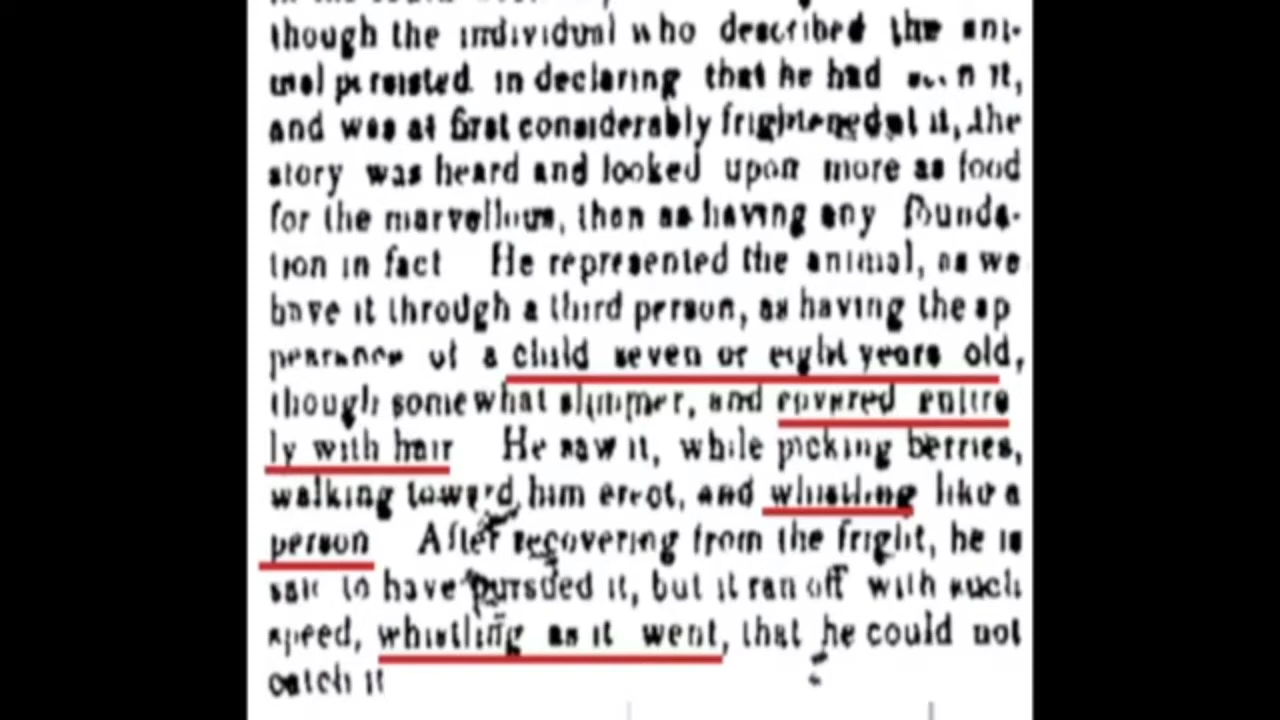 though the individual who described the ani-
mal persisted in declaring that he had seen it,
and was at first considerably frightened at it, the
story was heard and looked upon more as food
for the marvellous, than as having any founda-
tion in fact He represented the animal, as we
have it through a third person, as having the ap
pearance of a child seven or eight years old,
though somewhat slimmer, and covered entire
ly with hair He saw it, while picking berries,
walking toward him erect, and whistling like a
person After recovering from the fright, he is
said to have pursued it, but it ran off with such
speed, whistling as it went, that he could not
catch it